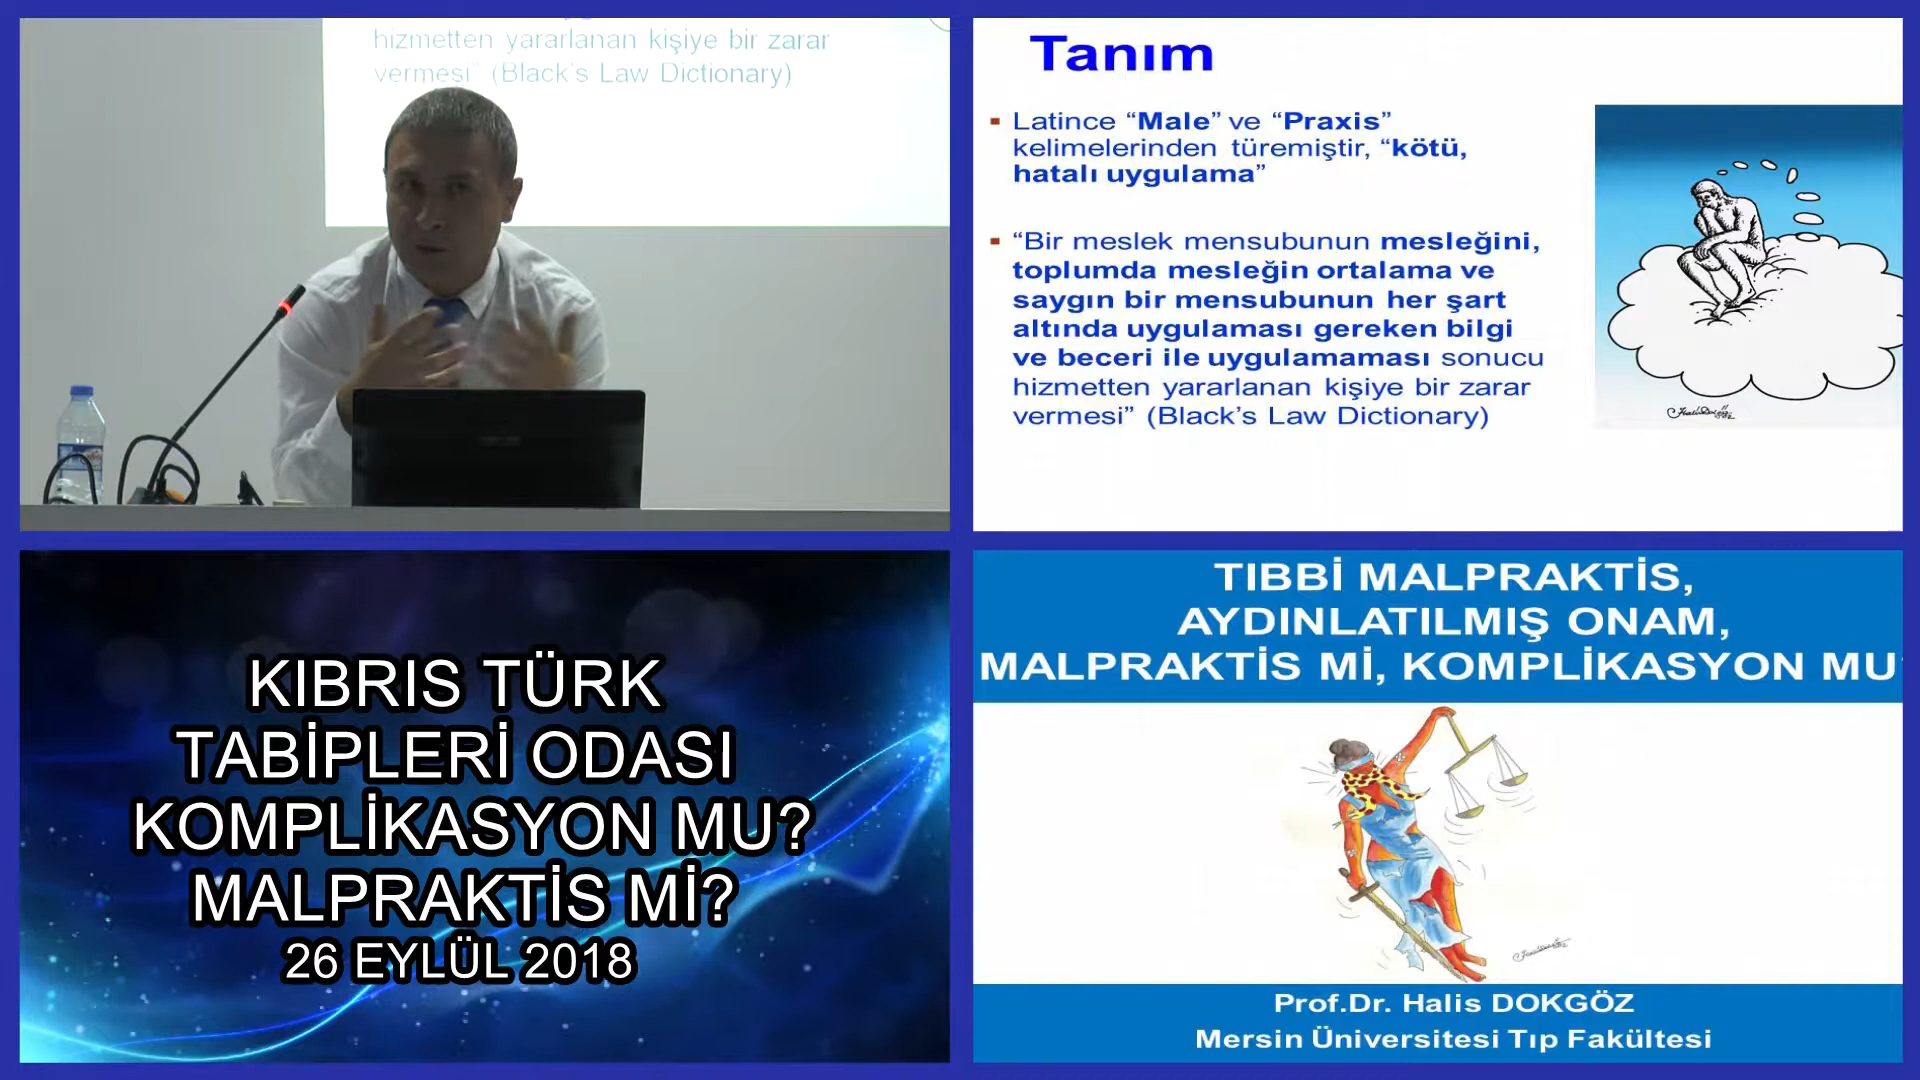 hizmetten yararlanan kişiye bir zarar
vermesi” (Black’s Law Dictionary)
Tanım
Latince “Male” ve “Praxis”
kelimelerinden türemiştir, “kötü,
hatalı uygulama”
“Bir meslek mensubunun mesleğini,
toplumda mesleğin ortalama ve
saygın bir mensubunun her şart
altında uygulaması gereken bilgi
ve beceri ile uygulamaması sonucu
hizmetten yararlanan kişiye bir zarar
vermesi” (Black’s Law Dictionary)
KIBRIS TÜRK
TABİPLERİ ODASI
KOMPLİKASYON MU?
MALPRAKTİS Mİ?
26 EYLÜL 2018
TIBBİ MALPRAKTİS,
AYDINLATILMIŞ ONAM,
MALPRAKTİS Mİ, KOMPLİKASYON MU
Prof.Dr. Halis DOKGÖZ
Mersin Üniversitesi Tıp Fakültesi